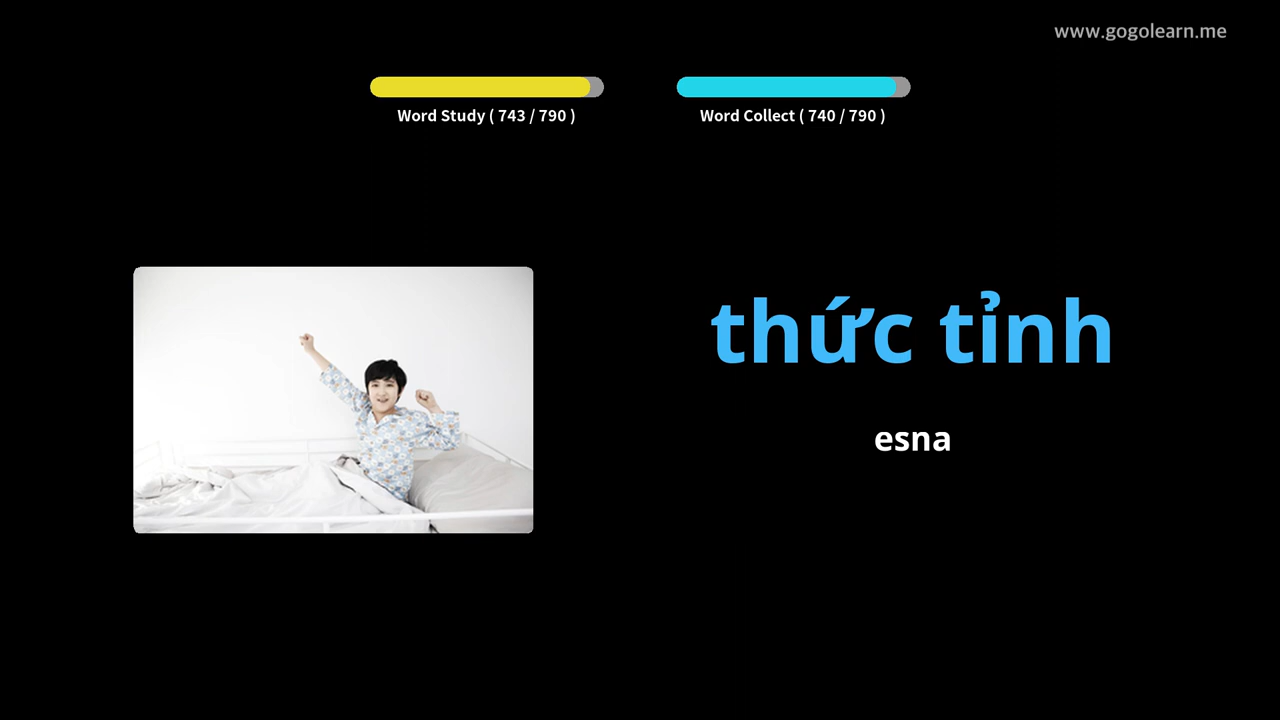 www.gogolearn.me
Word Study ( 743 / 790 )
Word Collect ( 740 / 790 )
thức tỉnh
esna